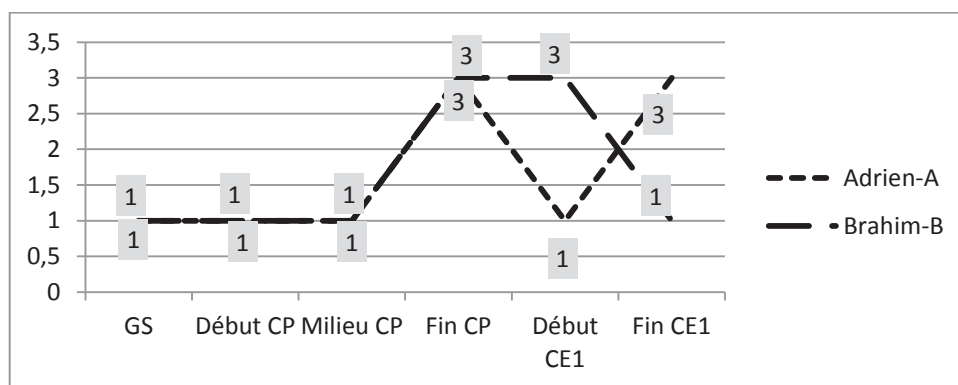 3,5
3
2,5
2
1,5
1
0,5
0
1
1
1
3
3
1
1
1
1
3
1
3
GS
Début CP
Milieu CP
Fin CP
Début
CE1
Fin CE1
Adrien-A
Brahim-B